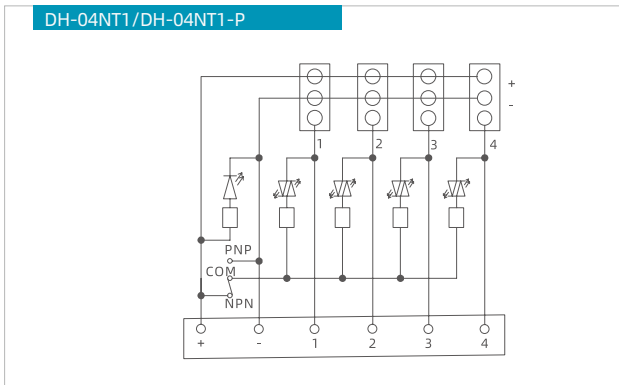 DH-04NT1/DH-04NT1-P
+
-
1 2 3 4
PNP
COM
NPN
+ - 1 2 3 4